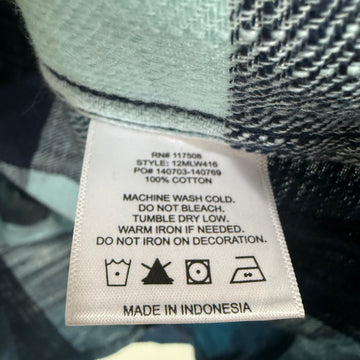 RN# 117508
STYLE: 12MLW416
PO# 140703-140769
100% COTTON
MACHINE WASH COLD.
DO NOT BLEACH.
TUMBLE DRY LOW.
WARM IRON IF NEEDED.
DO NOT IRON ON DECORATION.
MADE IN INDONESIA